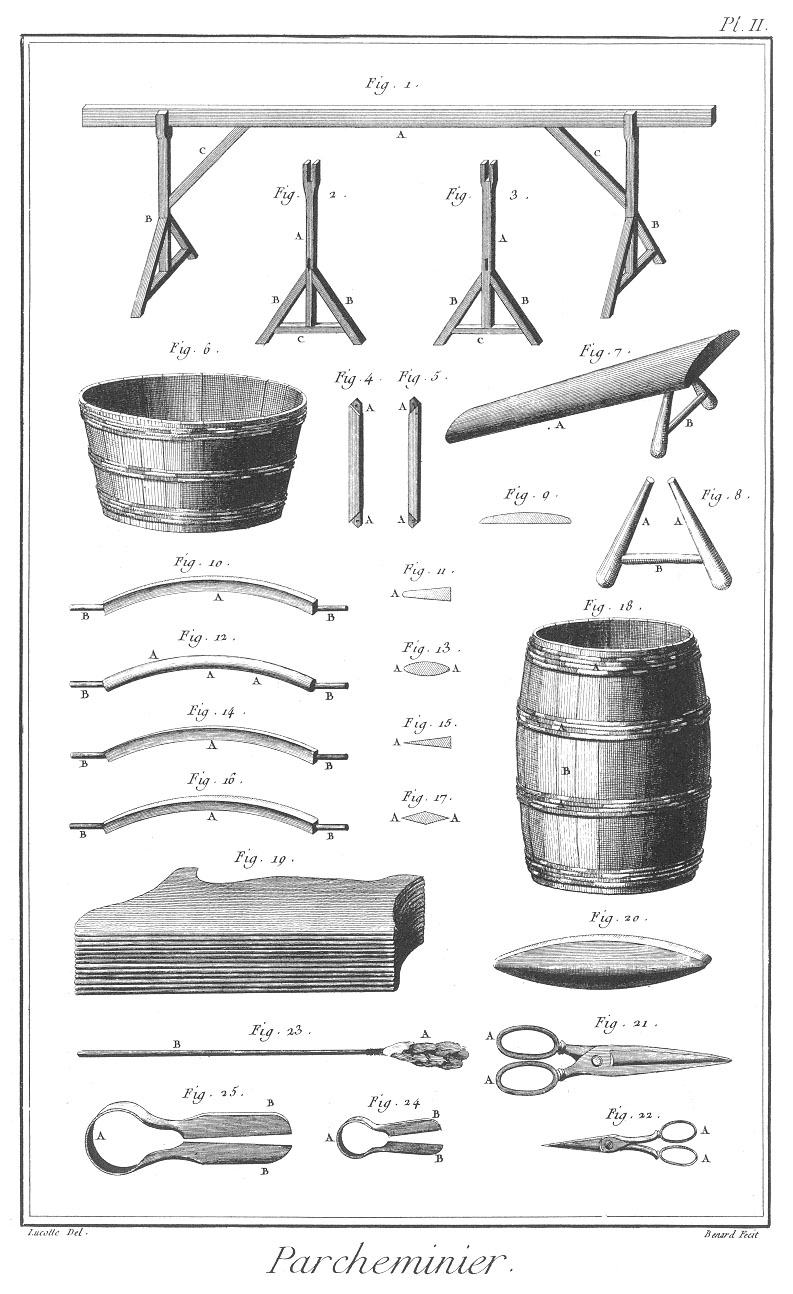 Pl. II.
Fig. 1.
A
C
C
B
B
Fig. 2.
A
B
B
C
Fig. 3.
A
B
B
C
Fig. 6.
Fig. 4.
A
A
Fig. 5.
A
A
Fig. 7.
A
B
Fig. 9.
Fig. 8.
A
A
B
Fig. 10.
A
B
B
Fig. 11.
A
Fig. 12.
A
A
A
B
B
Fig. 13.
A
A
Fig. 14.
A
B
B
Fig. 15.
A
Fig. 16.
A
B
B
Fig. 17.
A
A
Fig. 18.
A
A
B
A
Fig. 19.
Fig. 20.
Fig. 23.
B
A
Fig. 21.
A
A
Fig. 25.
A
B
B
Fig. 24.
A
B
B
Fig. 22.
A
A
Lucotte Del.
Benard Fecit
Parcheminier.